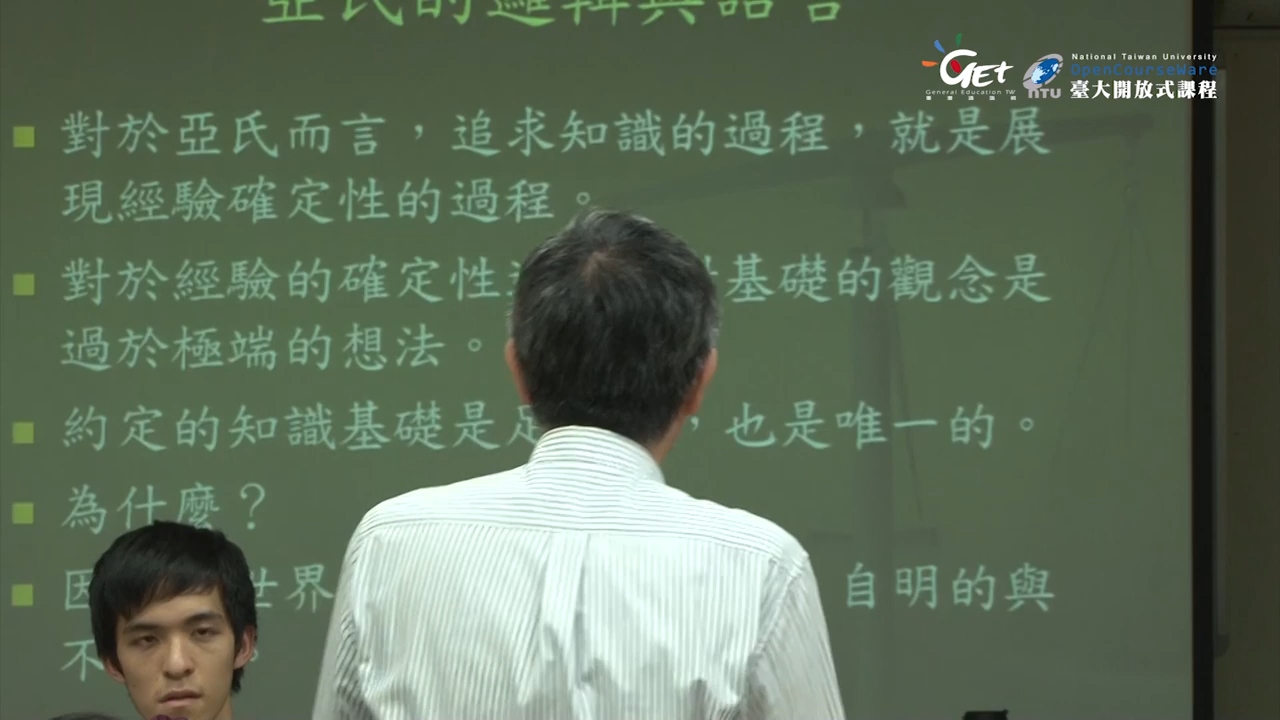 亞氏的邏輯與語言
GET
General Education TW
National Taiwan University
OpenCourseWare
NTU
臺大開放式課程
對於亞氏而言，追求知識的過程，就是展
現經驗確定性的過程。
對於經驗的確定性 基礎的觀念是
過於極端的想法。
約定的知識基礎是 ，也是唯一的。
為什麼？
因 世界 自明的與
不